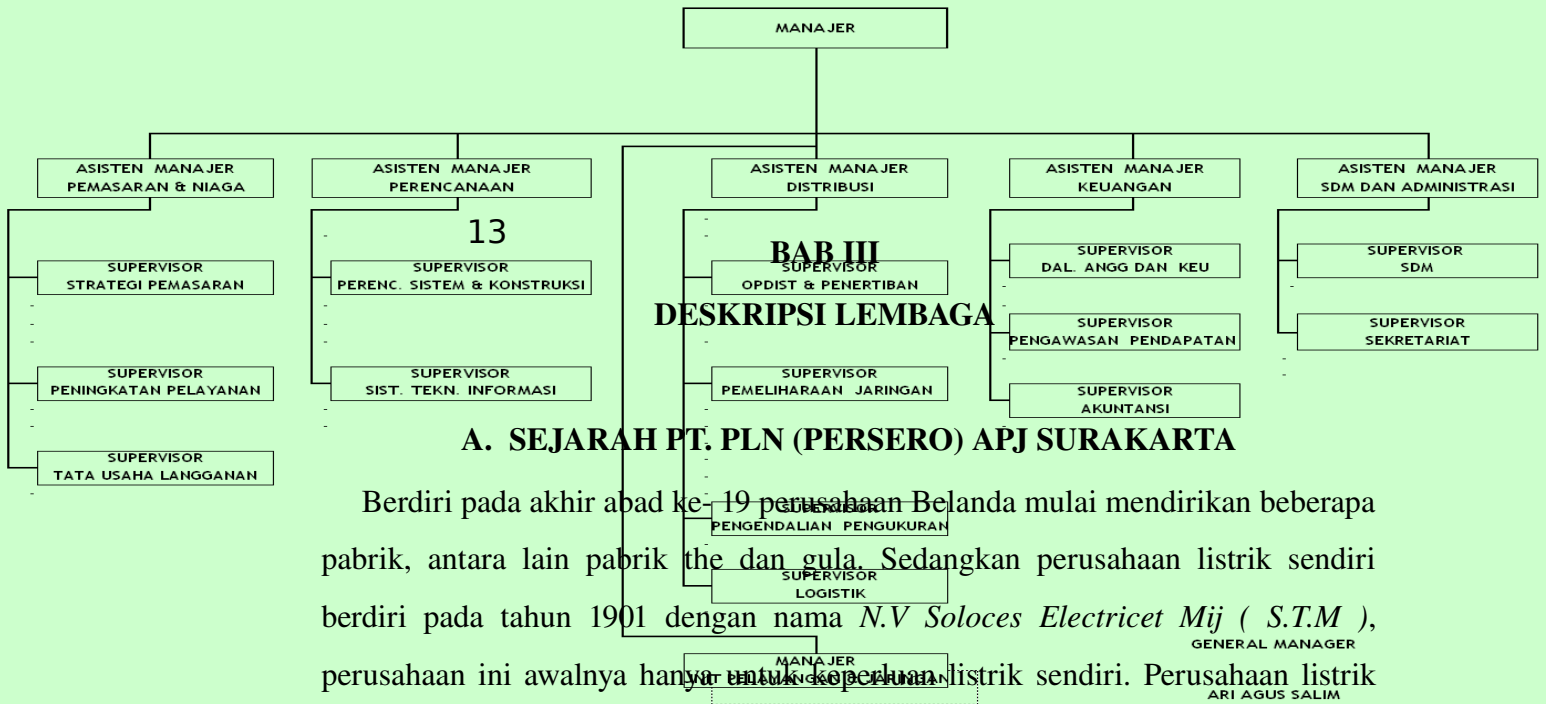 MANAJER
ASISTEN MANAJER
PEMASARAN & NIAGA
ASISTEN MANAJER
PERENCANAAN
ASISTEN MANAJER
DISTRIBUSI
ASISTEN MANAJER
KEUANGAN
ASISTEN MANAJER
SDM DAN ADMINISTRASI
SUPERVISOR
STRATEGI PEMASARAN
SUPERVISOR
PENINGKATAN PELAYANAN
SUPERVISOR
TATA USAHA LANGGANAN
SUPERVISOR
PERENC. SISTEM & KONSTRUKSI
SUPERVISOR
SIST. TEKN. INFORMASI
SUPERVISOR
OPDIST & PENERTIBAN
SUPERVISOR
PEMELIHARAAN JARINGAN
SUPERVISOR
PENGENDALIAN PENGUKURAN
SUPERVISOR
LOGISTIK
SUPERVISOR
DAL. ANGG DAN KEU
SUPERVISOR
PENGAWASAN PENDAPATAN
SUPERVISOR
AKUNTANSI
SUPERVISOR
SDM
SUPERVISOR
SEKRETARIAT
MANAJER
& JARINGAN
GENERAL MANAGER
ARI AGUS SALIM
13
BAB III
DESKRIPSI LEMBAGA
A. SEJARAH PT. PLN (PERSERO) APJ SURAKARTA
Berdiri pada akhir abad ke- 19 perusahaan Belanda mulai mendirikan beberapa
pabrik, antara lain pabrik the dan gula. Sedangkan perusahaan listrik sendiri
berdiri pada tahun 1901 dengan nama N.V Soloces Electricet Mij ( S.T.M ),
perusahaan ini awalnya hanya untuk keperluan listrik sendiri. Perusahaan listrik